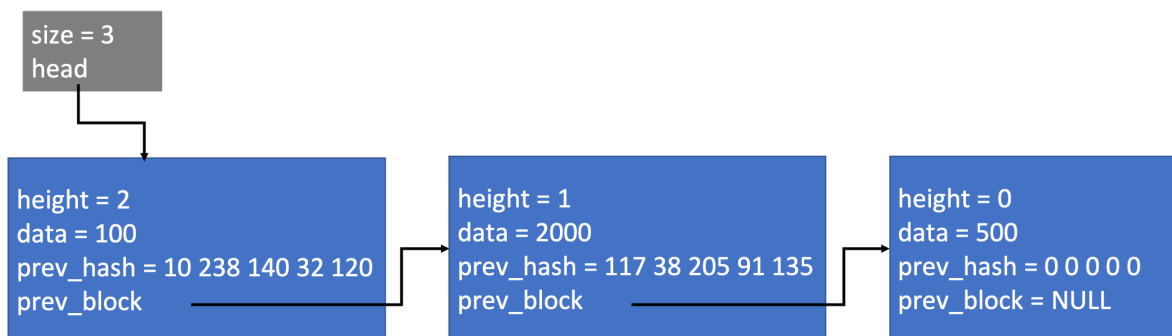 size = 3
head
height = 2
data = 100
prev_hash = 10 238 140 32 120
prev_block
height = 1
data = 2000
prev_hash = 117 38 205 91 135
prev_block
height = 0
data = 500
prev_hash = 0 0 0 0 0
prev_block = NULL